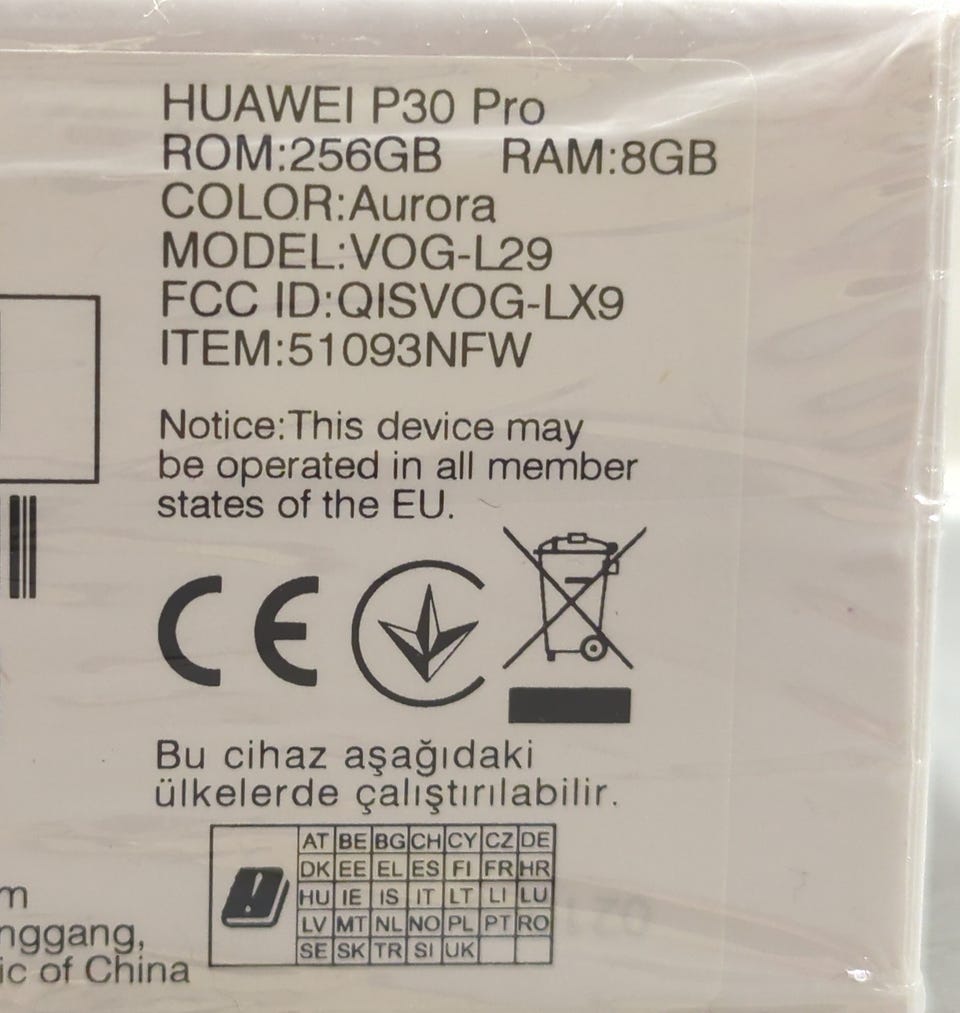 HUAWEI P30 Pro
ROM:256GB RAM:8GB
COLOR:Aurora
MODEL:VOG-L29
FCC ID:QISVOG-LX9
ITEM:51093NFW
Notice:This device may
be operated in all member
states of the EU.
CE
Bu cihaz aşağıdaki
ülkelerde çalıştırılabilir.
AT BE BG CH CY CZ DE
DK EE EL ES FI FR HR
HU IE IS IT LT LI LU
LV MT NL NO PL PT RO
SE SK TR SI UK
m
nggang,
ic of China